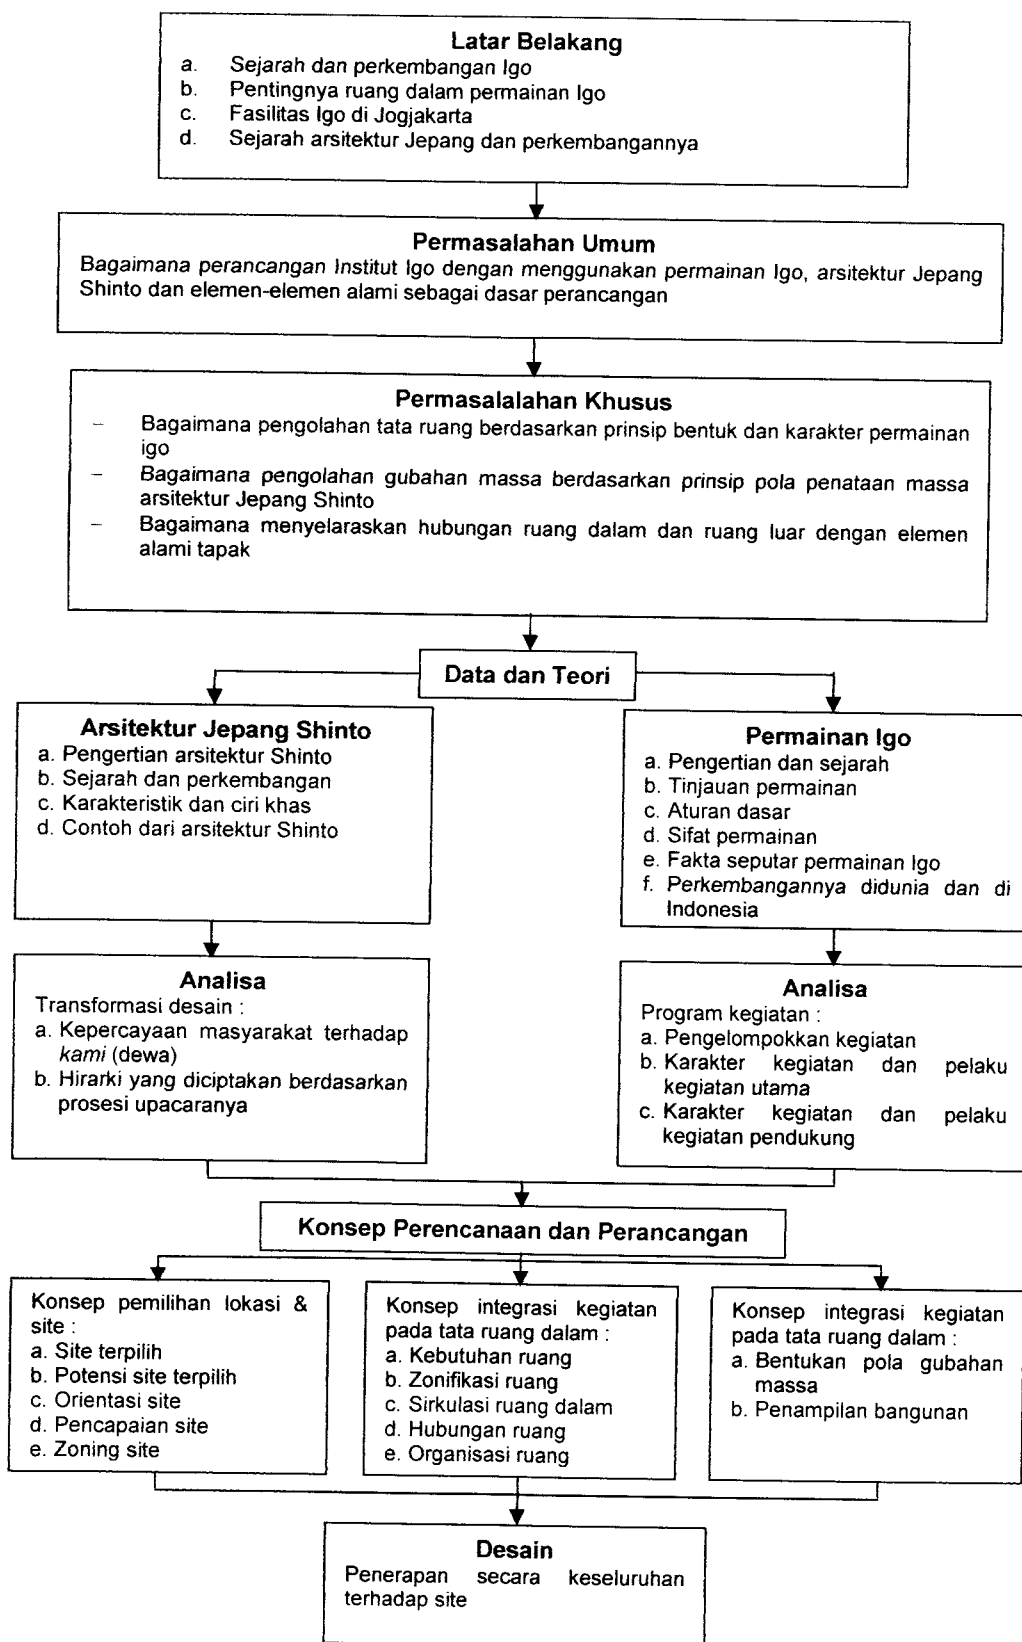 Latar Belakang
a. Sejarah dan perkembangan Igo
b. Pentingnya ruang dalam permainan Igo
c. Fasilitas Igo di Jogjakarta
d. Sejarah arsitektur Jepang dan perkembangannya
Permasalahan Umum
Bagaimana perancangan Institut Igo dengan menggunakan permainan Igo, arsitektur Jepang
Shinto dan elemen-elemen alami sebagai dasar perancangan
Permasalalahan Khusus
– Bagaimana pengolahan tata ruang berdasarkan prinsip bentuk dan karakter permainan
igo
– Bagaimana pengolahan gubahan massa berdasarkan prinsip pola penataan massa
arsitektur Jepang Shinto
– Bagaimana menyelaraskan hubungan ruang dalam dan ruang luar dengan elemen
alami tapak
Data dan Teori
Arsitektur Jepang Shinto
a. Pengertian arsitektur Shinto
b. Sejarah dan perkembangan
c. Karakteristik dan ciri khas
d. Contoh dari arsitektur Shinto
Permainan Igo
a. Pengertian dan sejarah
b. Tinjauan permainan
c. Aturan dasar
d. Sifat permainan
e. Fakta seputar permainan Igo
f. Perkembangannya didunia dan di
Indonesia
Analisa
Transformasi desain :
a. Kepercayaan masyarakat terhadap
kami (dewa)
b. Hirarki yang diciptakan berdasarkan
prosesi upacaranya
Analisa
Program kegiatan :
a. Pengelompokkan kegiatan
b. Karakter kegiatan dan pelaku
kegiatan utama
c. Karakter kegiatan dan pelaku
kegiatan pendukung
Konsep Perencanaan dan Perancangan
Konsep pemilihan lokasi &
site :
a. Site terpilih
b. Potensi site terpilih
c. Orientasi site
d. Pencapaian site
e. Zoning site
Konsep integrasi kegiatan
pada tata ruang dalam :
a. Kebutuhan ruang
b. Zonifikasi ruang
c. Sirkulasi ruang dalam
d. Hubungan ruang
e. Organisasi ruang
Konsep integrasi kegiatan
pada tata ruang dalam :
a. Bentukan pola gubahan
massa
b. Penampilan bangunan
Desain
Penerapan secara keseluruhan
terhadap site